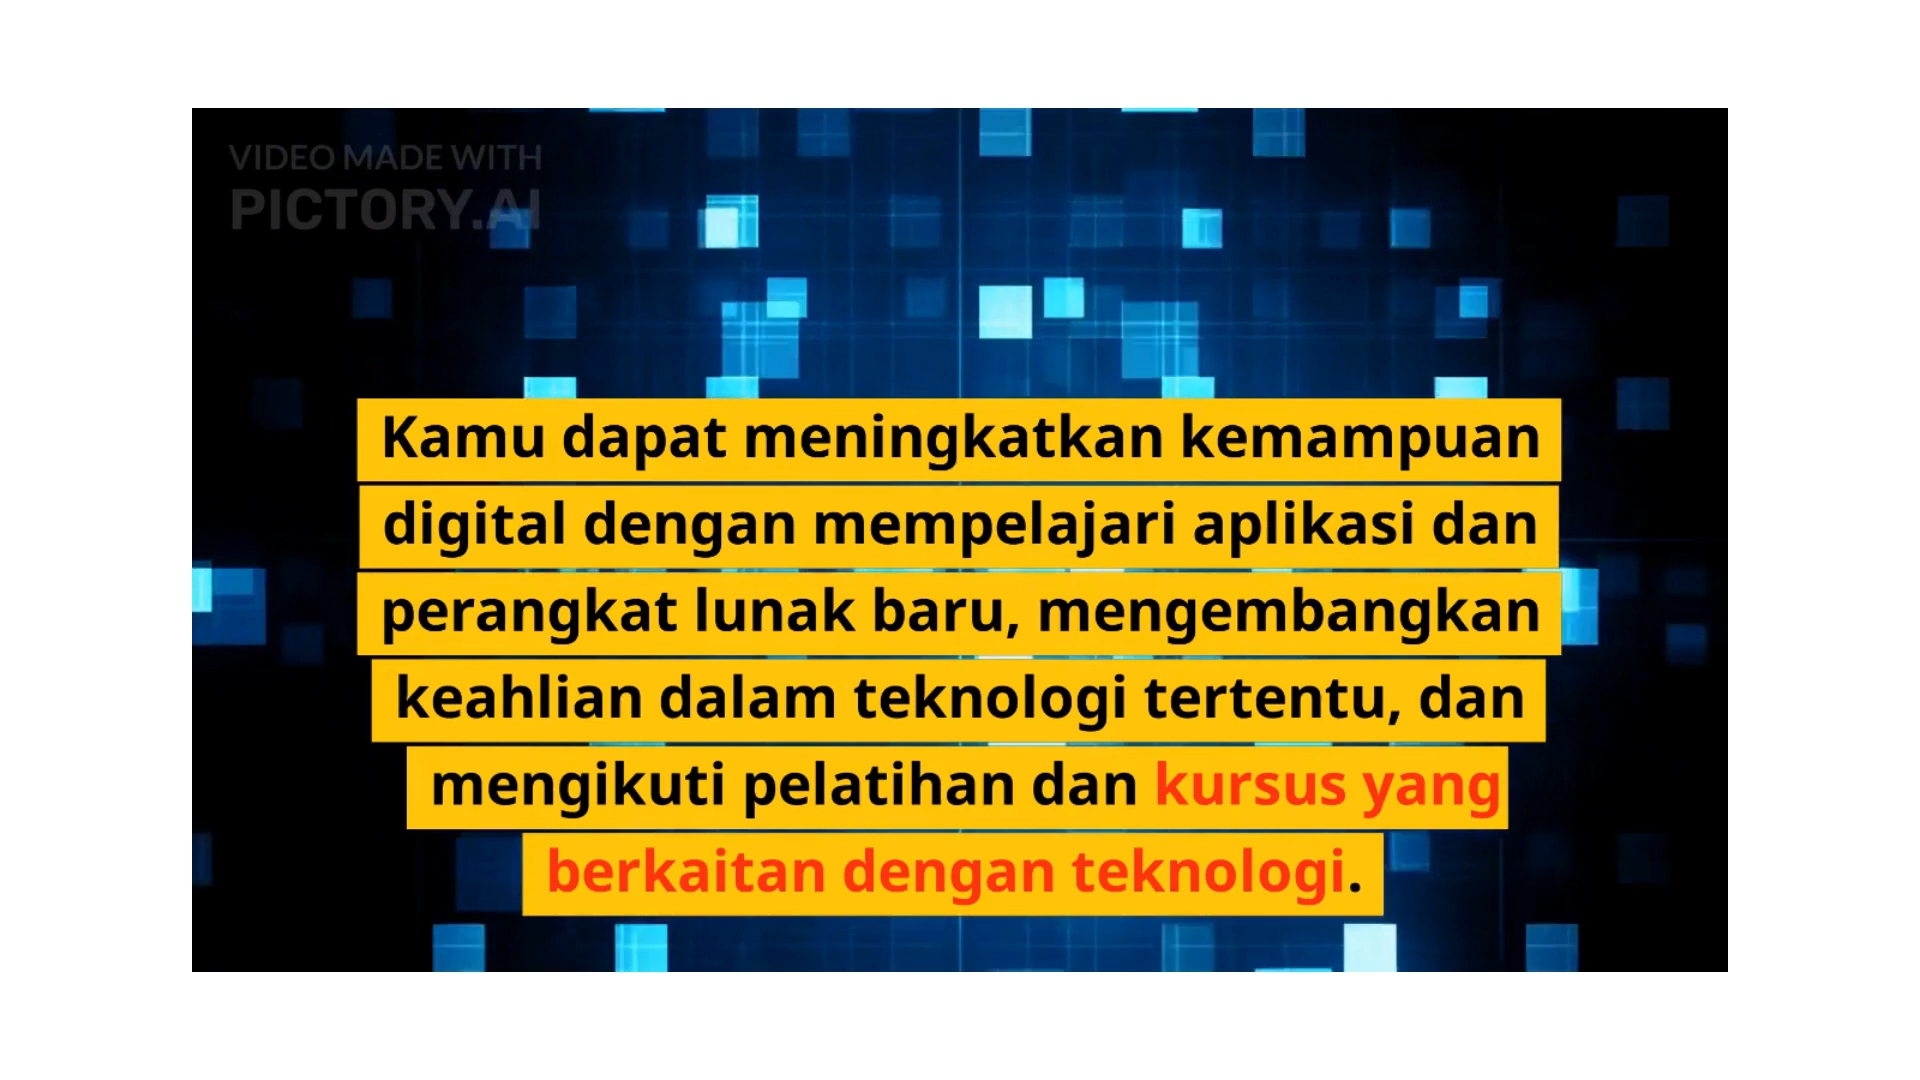 VIDEO MADE WITH
PICTORY.AI
Kamu dapat meningkatkan kemampuan
digital dengan mempelajari aplikasi dan
perangkat lunak baru, mengembangkan
keahlian dalam teknologi tertentu, dan
mengikuti pelatihan dan kursus yang
berkaitan dengan teknologi.